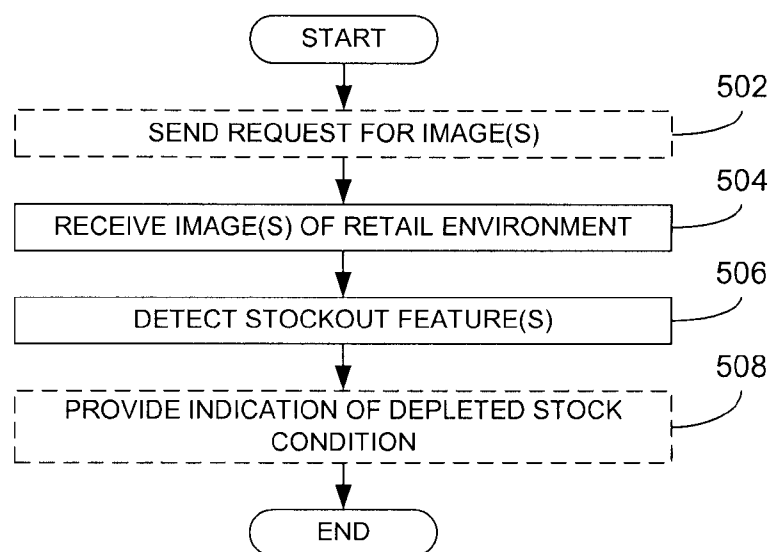 START
502
SEND REQUEST FOR IMAGE(S)
504
RECEIVE IMAGE(S) OF RETAIL ENVIRONMENT
506
DETECT STOCKOUT FEATURE(S)
508
PROVIDE INDICATION OF DEPLETED STOCK
CONDITION
END